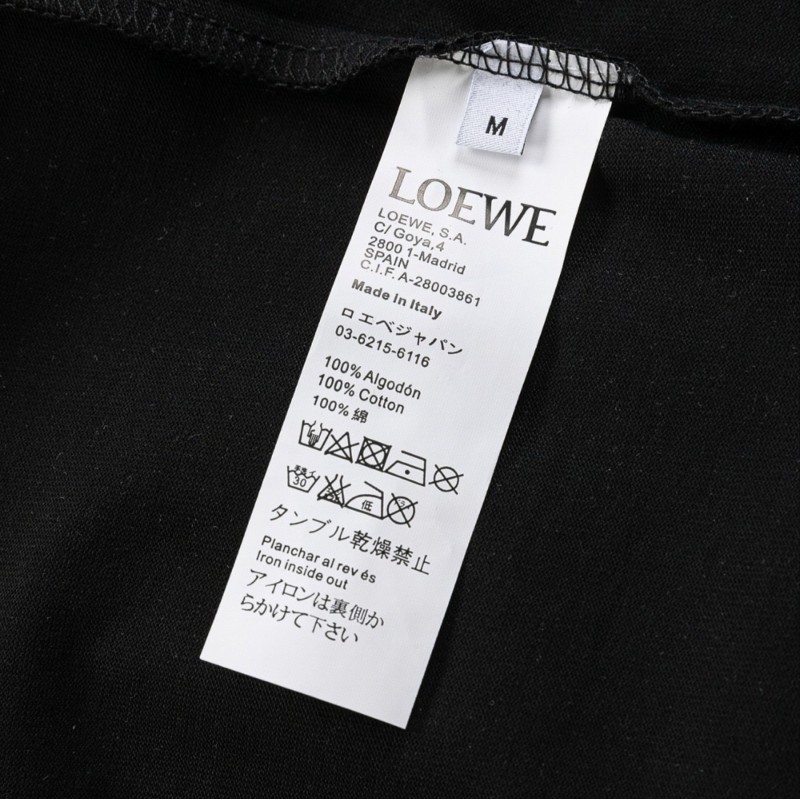 M
LOEWE
LOEWE, S.A.
C/ Goya,4
2800 1-Madrid
SPAIN
C.I.F. A-28003861
Made in Italy
ロエベジャパン
03-6215-6116
100% Algodón
100% Cotton
100% 綿
30
低
タンブル乾燥禁止
Planchar al rev és
Iron inside out
アイロンは裏側か
らかけて下さい